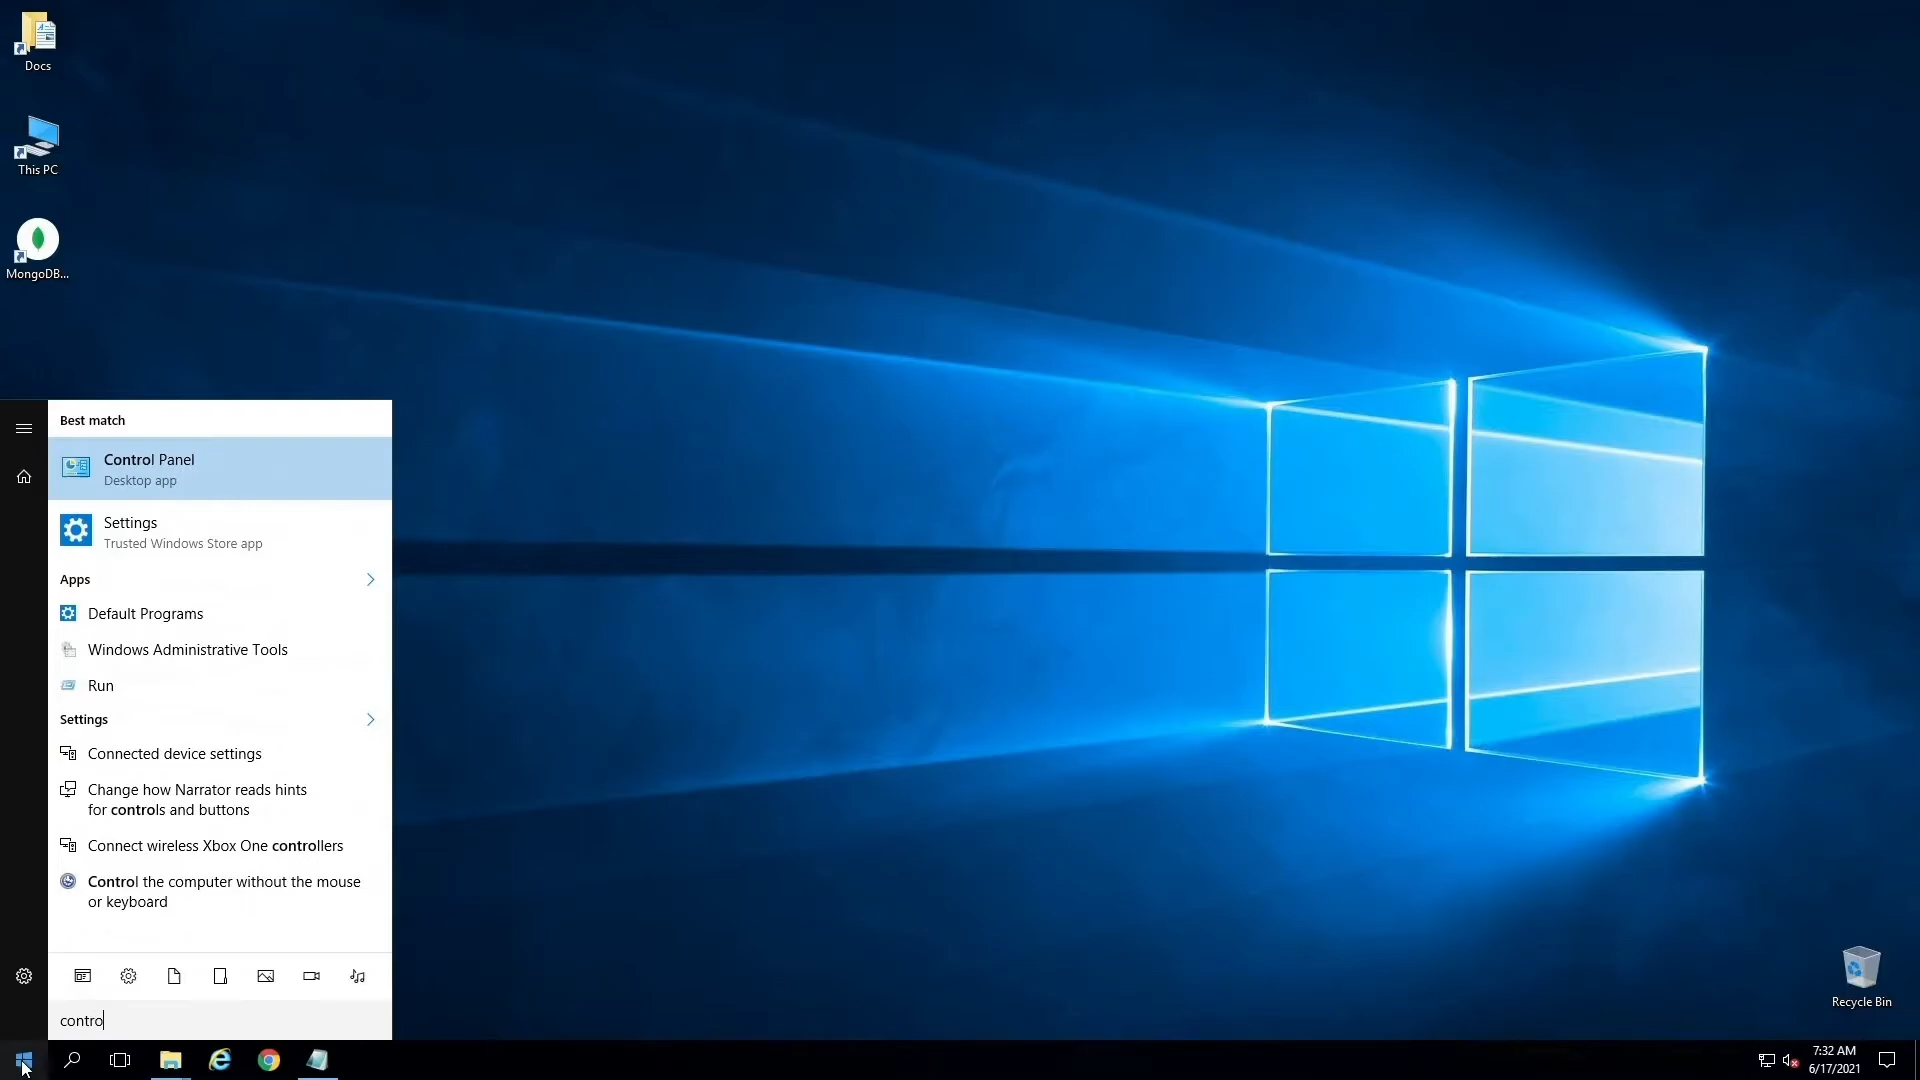 Docs
This PC
MongoDB...
Best match
Control Panel
Desktop app
Settings
Trusted Windows Store app
Apps
Default Programs
Windows Administrative Tools
Run
Settings
Connected device settings
Change how Narrator reads hints
for controls and buttons
Connect wireless Xbox One controllers
Control the computer without the mouse
or keyboard
contro
Recycle Bin
7:32 AM
6/17/2021